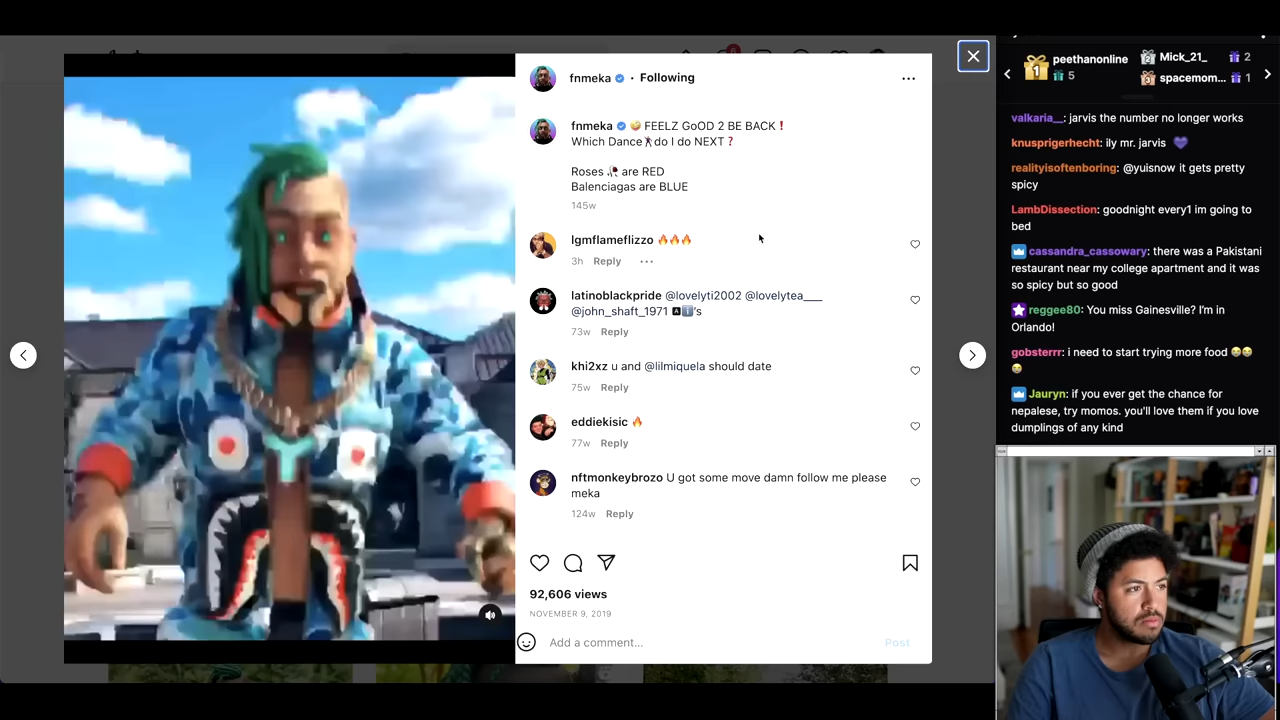 fnmeka • Following
fnmeka 🤪 FEELZ GoOD 2 BE BACK❗
Which Dance🕺do I do NEXT❓
Roses 🥀 are RED
Balenciagas are BLUE
145w
lgmflameflizzo 🔥🔥🔥
3h Reply
latinoblackpride @lovelyti2002 @lovelytea____
@john_shaft_1971 🅰️ℹ️'s
73w Reply
khi2xz u and @lilmiquela should date
75w Reply
eddiekisic 🔥
77w Reply
nftmonkeybrozo U got some move damn follow me please
meka
124w Reply
92,606 views
NOVEMBER 9, 2019
Add a comment...
Post
1 peethanonline
5
2 Mick_21_ 2
3 spacemom... 1
valkaria__: jarvis the number no longer works
knusprigerhecht: ily mr. jarvis 💜
realityisoftenboring: @yuisnow it gets pretty
spicy
LambDissection: goodnight every1 im going to
bed
cassandra_cassowary: there was a Pakistani
restaurant near my college apartment and it was
so spicy but so good
reggee80: You miss Gainesville? I'm in
Orlando!
gobsterrr: i need to start trying more food 😭😭
😭
Jauryn: if you ever get the chance for
nepalese, try momos. you'll love them if you love
dumplings of any kind